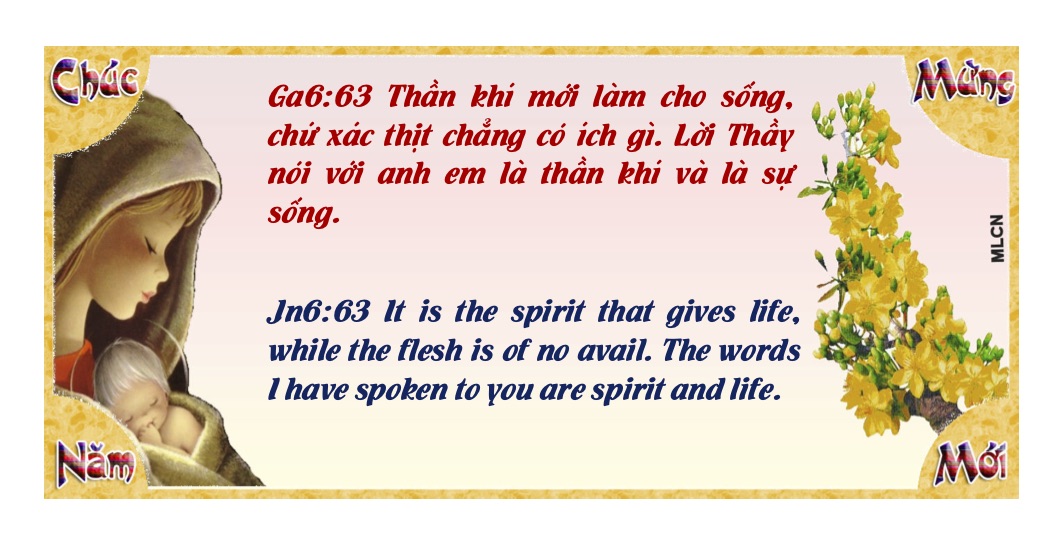 Chúc
Mừng
Ga6:63 Thần khí mới làm cho sống,
chứ xác thịt chẳng có ích gì. Lời Thầy
nói với anh em là thần khí và là sự
sống.
MLCN
Jn6:63 It is the spirit that gives life,
while the flesh is of no avail. The words
I have spoken to you are spirit and life.
Năm
Mới